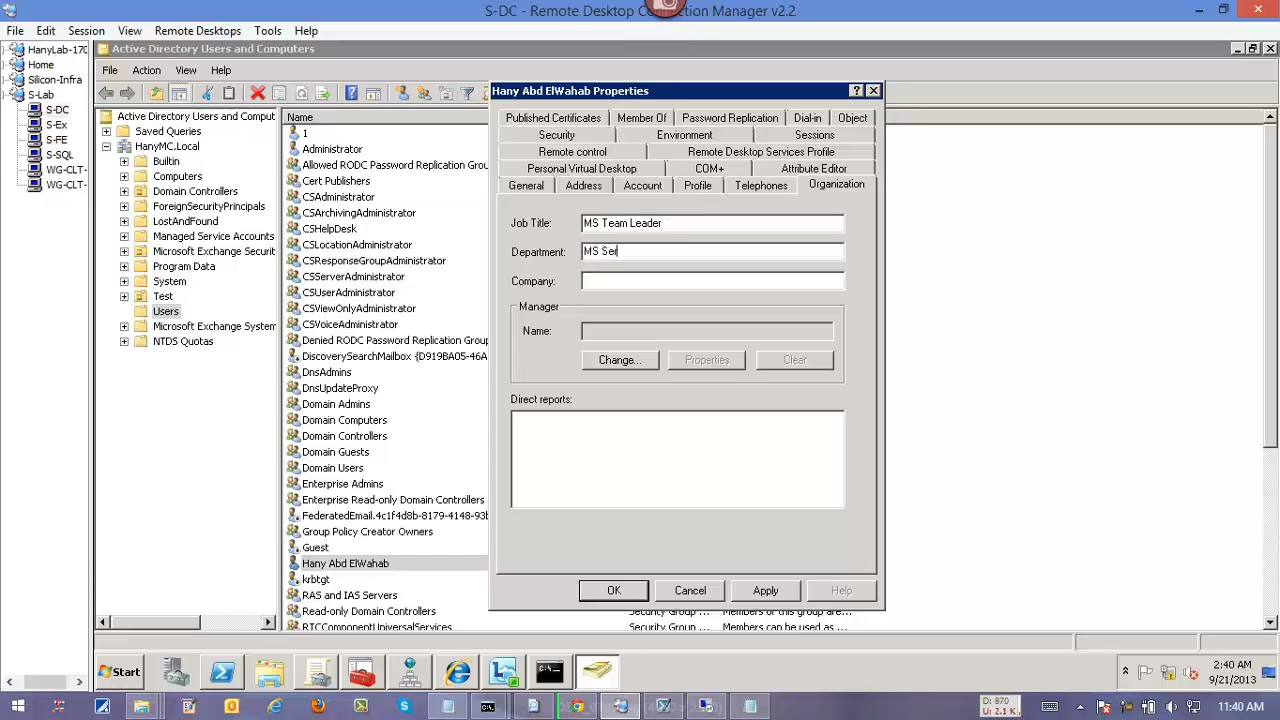 S-DC - Remote Desktop Connection Manager v2.2
File Edit Session View Remote Desktops Tools Help
HanyLab-170
Home
Silicon-Infra
S-Lab
S-DC
S-Ex
S-FE
S-SQL
WG-CLT-
WG-CLT-
Active Directory Users and Computers
File Action View Help
Active Directory Users and Comput
Saved Queries
HanyMC.Local
Builtin
Computers
Domain Controllers
ForeignSecurityPrincipals
LostAndFound
Managed Service Accounts
Microsoft Exchange Securit
Program Data
System
Test
Users
Microsoft Exchange System
NTDS Quotas
Name
1
Administrator
Allowed RODC Password Replication Grou
Cert Publishers
CSAdministrator
CSArchivingAdministrator
CSHelpDesk
CSLocationAdministrator
CSResponseGroupAdministrator
CSServerAdministrator
CSUserAdministrator
CSViewOnlyAdministrator
CSVoiceAdministrator
Denied RODC Password Replication Group
DiscoverySearchMailbox {D919BA05-46A
DnsAdmins
DnsUpdateProxy
Domain Admins
Domain Computers
Domain Controllers
Domain Guests
Domain Users
Enterprise Admins
Enterprise Read-only Domain Controllers
FederatedEmail.4c1f4d8b-8179-4148-93b
Group Policy Creator Owners
Guest
Hany Abd ElWahab
krbtgt
RAS and IAS Servers
Read-only Domain Controllers Security Group ... Members of this group are...
RTCComponentUniversalServices Security Group ... Members can be used as ...
Hany Abd ElWahab Properties
Published Certificates Member Of Password Replication Dial-in Object
Security Environment Sessions
Remote control Remote Desktop Services Profile
Personal Virtual Desktop COM+ Attribute Editor
General Address Account Profile Telephones Organization
Job Title: MS Team Leader
Department: MS Ser
Company:
Manager
Name:
Change... Properties Clear
Direct reports:
OK Cancel Apply Help
Start
2:40 AM
9/21/2013
D: 870
U: 2.1 K
11:40 AM